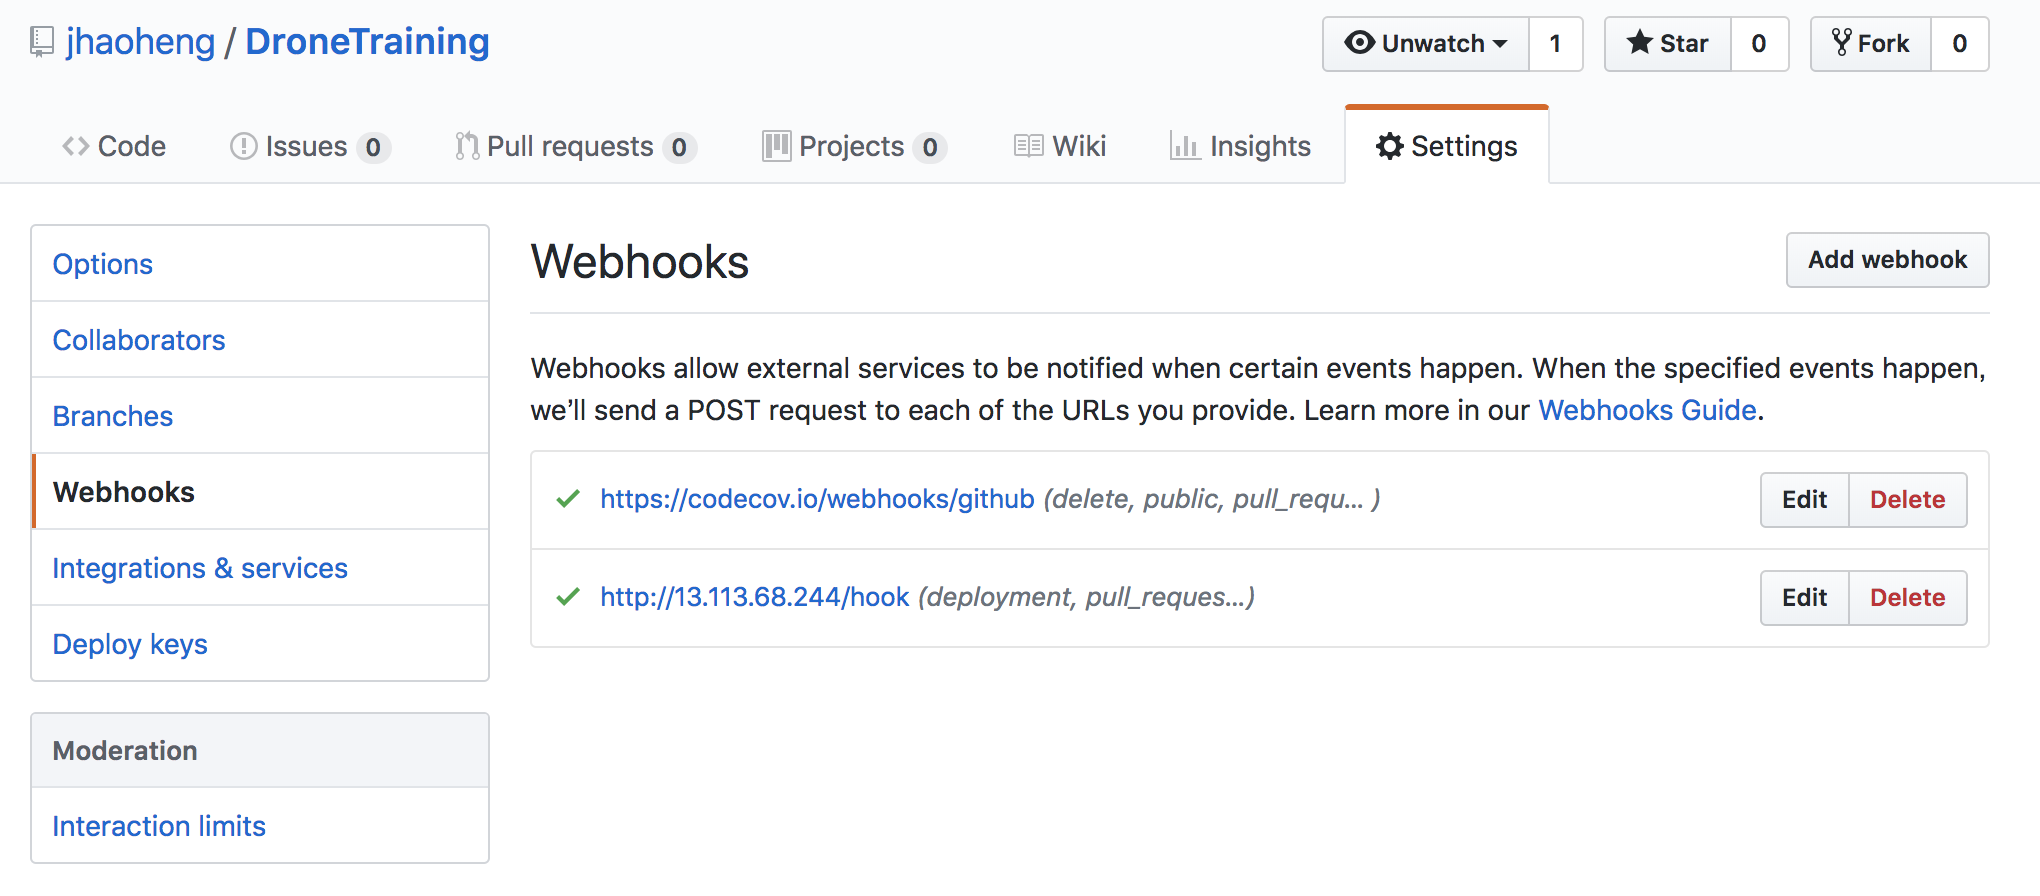 jhaoheng / DroneTraining
Unwatch 1 Star 0 Fork 0
Code Issues 0 Pull requests 0 Projects 0 Wiki Insights Settings
Options
Collaborators
Branches
Webhooks
Integrations & services
Deploy keys
Moderation
Interaction limits
Webhooks
Add webhook
Webhooks allow external services to be notified when certain events happen. When the specified events happen,
we’ll send a POST request to each of the URLs you provide. Learn more in our Webhooks Guide.
https://codecov.io/webhooks/github (delete, public, pull_requ... ) Edit Delete
http://13.113.68.244/hook (deployment, pull_reques...) Edit Delete